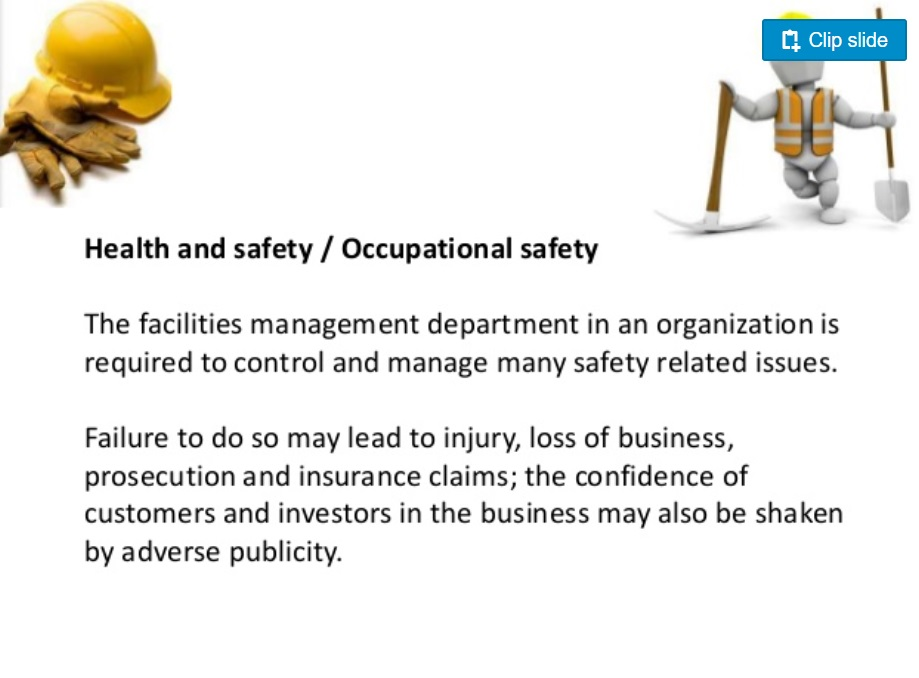 Clip slide
Health and safety / Occupational safety
The facilities management department in an organization is
required to control and manage many safety related issues.
Failure to do so may lead to injury, loss of business,
prosecution and insurance claims; the confidence of
customers and investors in the business may also be shaken
by adverse publicity.